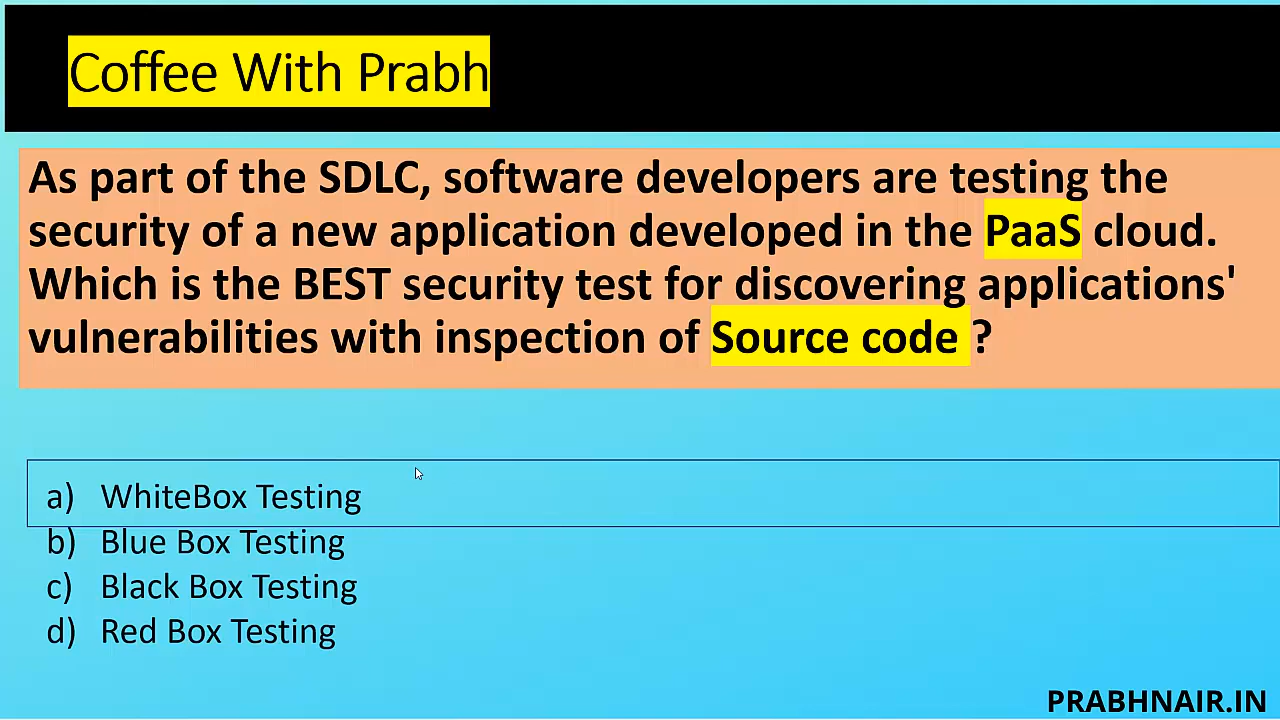 Coffee With Prabh
As part of the SDLC, software developers are testing the
security of a new application developed in the PaaS cloud.
Which is the BEST security test for discovering applications'
vulnerabilities with inspection of Source code ?
a) WhiteBox Testing
b) Blue Box Testing
c) Black Box Testing
d) Red Box Testing
PRABHNAIR.IN